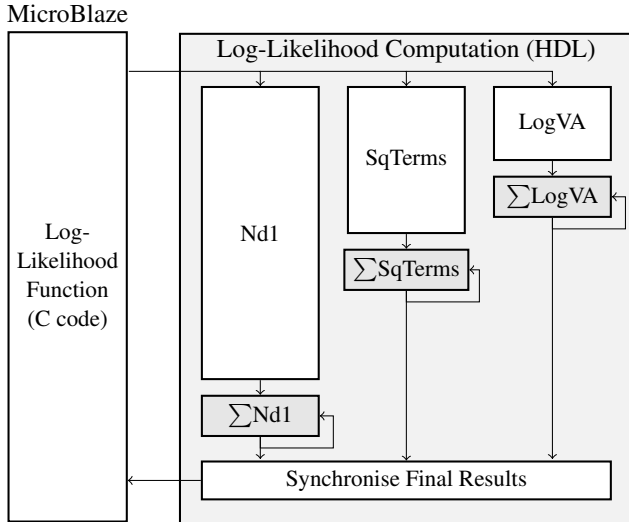 MicroBlaze
Log-Likelihood Computation (HDL)
Log-
Likelihood
Function
(C code)
Nd1
SqTerms
LogVA
∑LogVA
∑SqTerms
∑Nd1
Synchronise Final Results